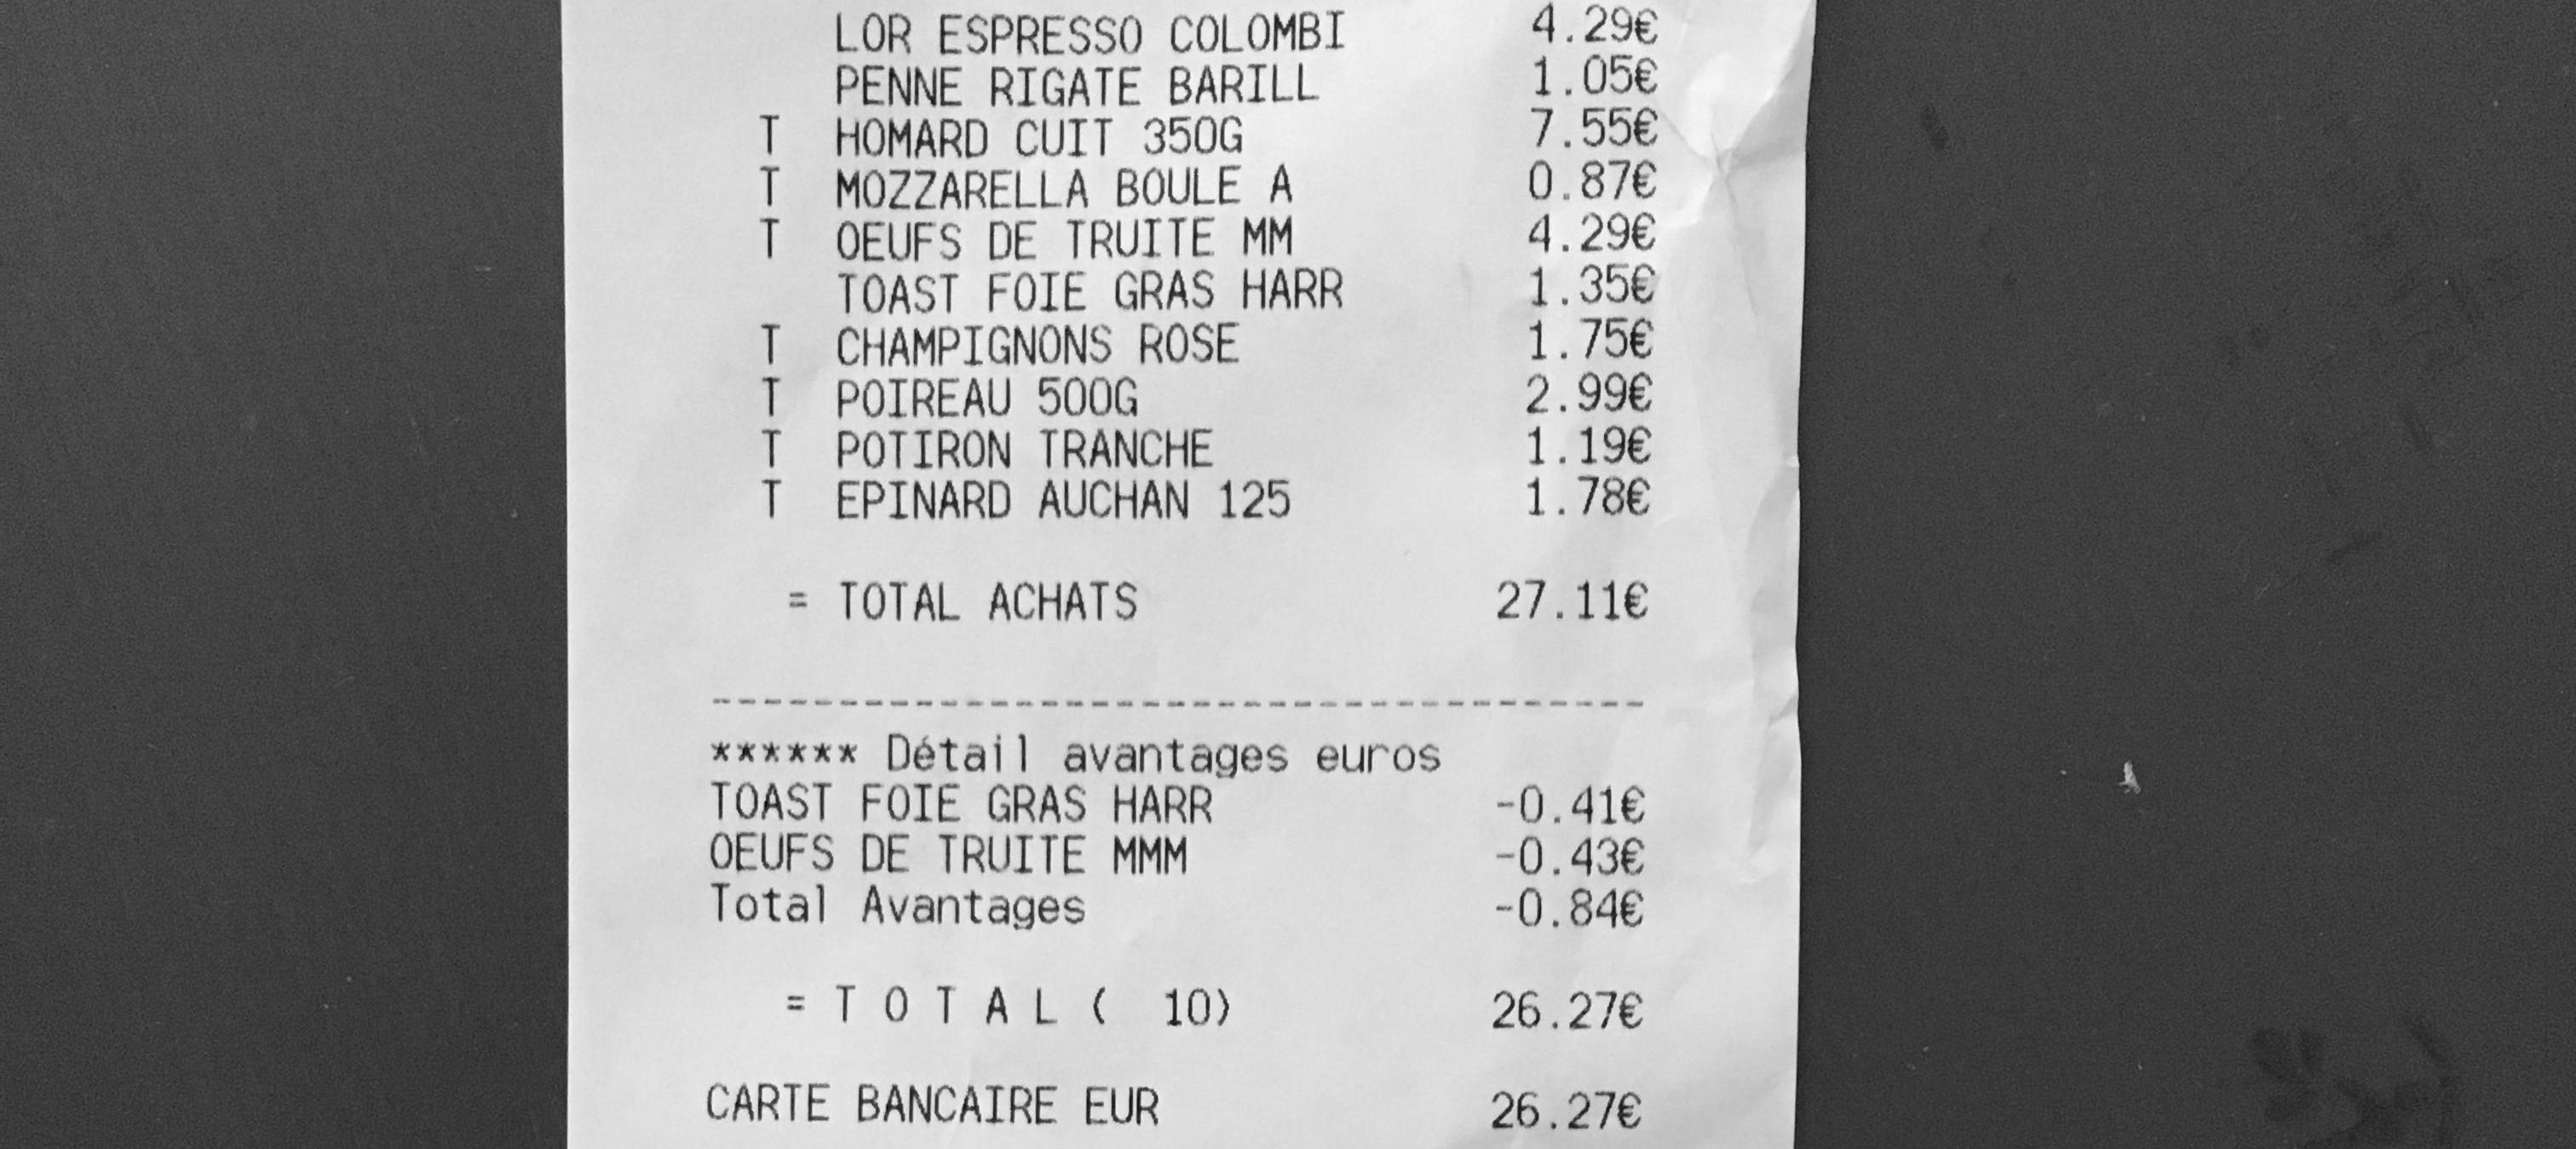 LOR ESPRESSO COLOMBI 4.29€
PENNE RIGATE BARILL 1.05€
T HOMARD CUIT 350G 7.55€
T MOZZARELLA BOULE A 0.87€
T OEUFS DE TRUITE MM 4.29€
TOAST FOIE GRAS HARR 1.35€
T CHAMPIGNONS ROSE 1.75€
T POIREAU 500G 2.99€
T POTIRON TRANCHE 1.19€
T EPINARD AUCHAN 125 1.78€
= TOTAL ACHATS 27.11€
-------------------------------------
****** Détail avantages euros
TOAST FOIE GRAS HARR -0.41€
OEUFS DE TRUITE MMM -0.43€
Total Avantages -0.84€
= T O T A L ( 10) 26.27€
CARTE BANCAIRE EUR 26.27€